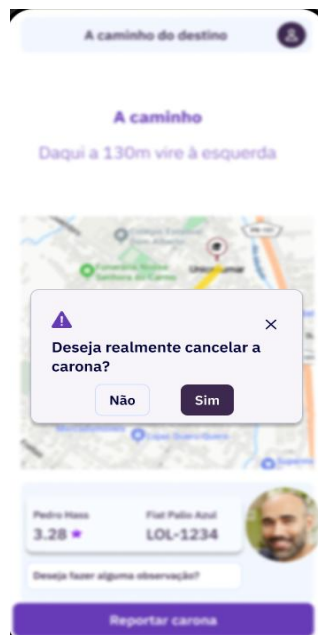 A caminho do destino
A caminho
Daqui a 130m vire à esquerda
Deseja realmente cancelar a
carona?
Não
Sim
Pedro Hass
Fiat Palio Azul
3.28
LOL-1234
Deseja fazer alguma observação?
Reportar carona